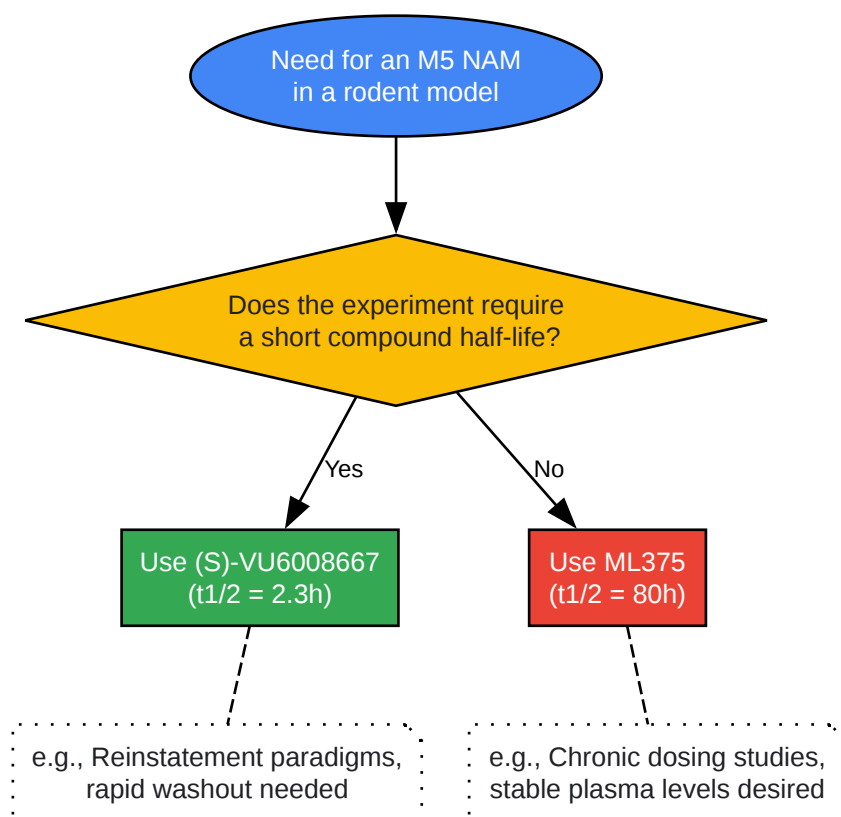 Need for an M5 NAM
in a rodent model
Does the experiment require
a short compound half-life?
Yes
No
Use (S)-VU6008667
(t1/2 = 2.3h)
Use ML375
(t1/2 = 80h)
e.g., Reinstatement paradigms,
rapid washout needed
e.g., Chronic dosing studies,
stable plasma levels desired